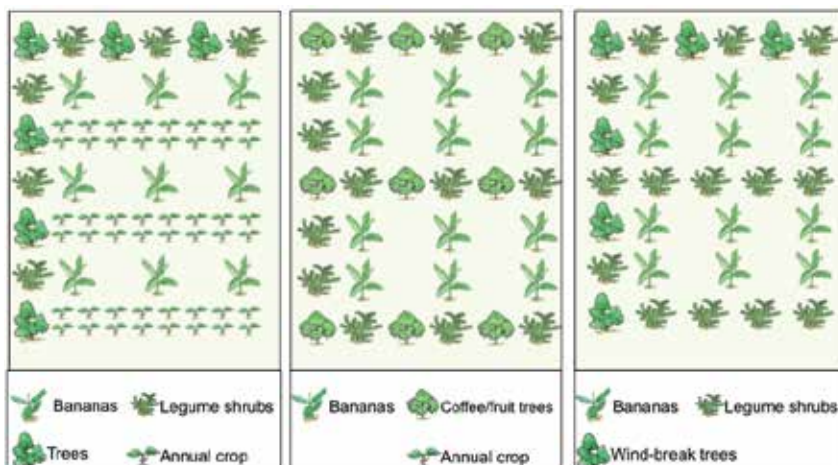 Bananas Legume shrubs
Trees Annual crop
Bananas Coffee/fruit trees
Annual crop
Bananas Legume shrubs
Wind-break trees